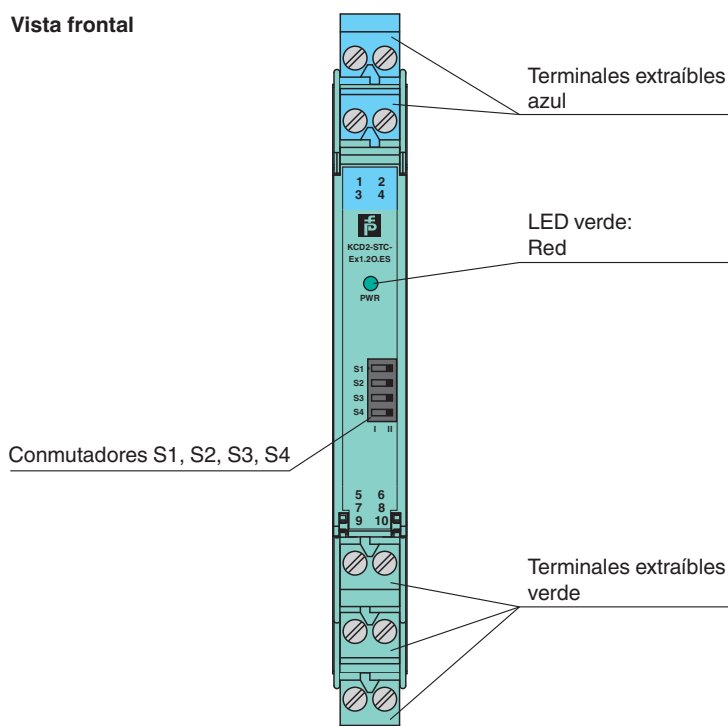 Vista frontal
Terminales extraíbles
azul
1 2
3 4
LED verde:
Red
KCD2-STC-
Ex1.2O.ES
PWR
S1
S2
S3
S4
I II
Conmutadores S1, S2, S3, S4
5 6
7 8
9 10
Terminales extraíbles
verde